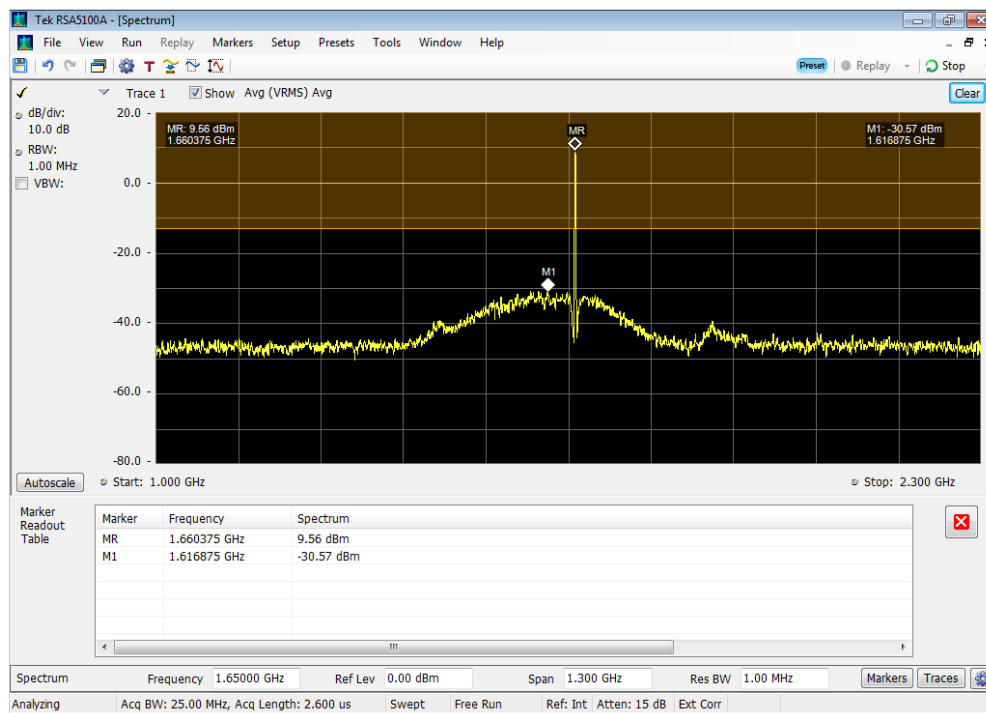 Tek RSA5100A - [Spectrum]
File View Run Replay Markers Setup Presets Tools Window Help
T Preset Replay Stop
Trace 1 Show Avg (VRMS) Avg Clear
dB/div:
10.0 dB
RBW:
1.00 MHz
VBW:
20.0
0.0
-20.0
-40.0
-60.0
-80.0
MR: 9.56 dBm
1.660375 GHz
MR
M1: -30.57 dBm
1.616875 GHz
M1
Autoscale Start: 1.000 GHz Stop: 2.300 GHz
Marker
Readout
Table
Marker Frequency Spectrum
MR 1.660375 GHz 9.56 dBm
M1 1.616875 GHz -30.57 dBm
Spectrum Frequency 1.65000 GHz Ref Lev 0.00 dBm Span 1.300 GHz Res BW 1.00 MHz Markers Traces
Analyzing Acq BW: 25.00 MHz, Acq Length: 2.600 us Swept Free Run Ref: Int Atten: 15 dB Ext Corr